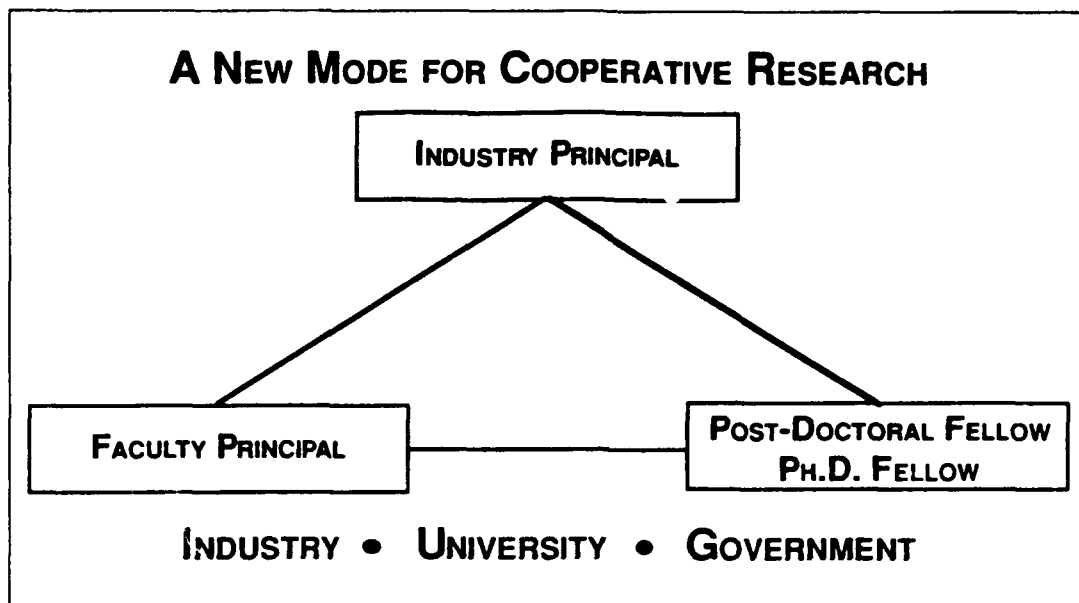 A NEW MODE FOR COOPERATIVE RESEARCH
INDUSTRY PRINCIPAL
FACULTY PRINCIPAL
POST-DOCTORAL FELLOW
PH.D. FELLOW
INDUSTRY • UNIVERSITY • GOVERNMENT